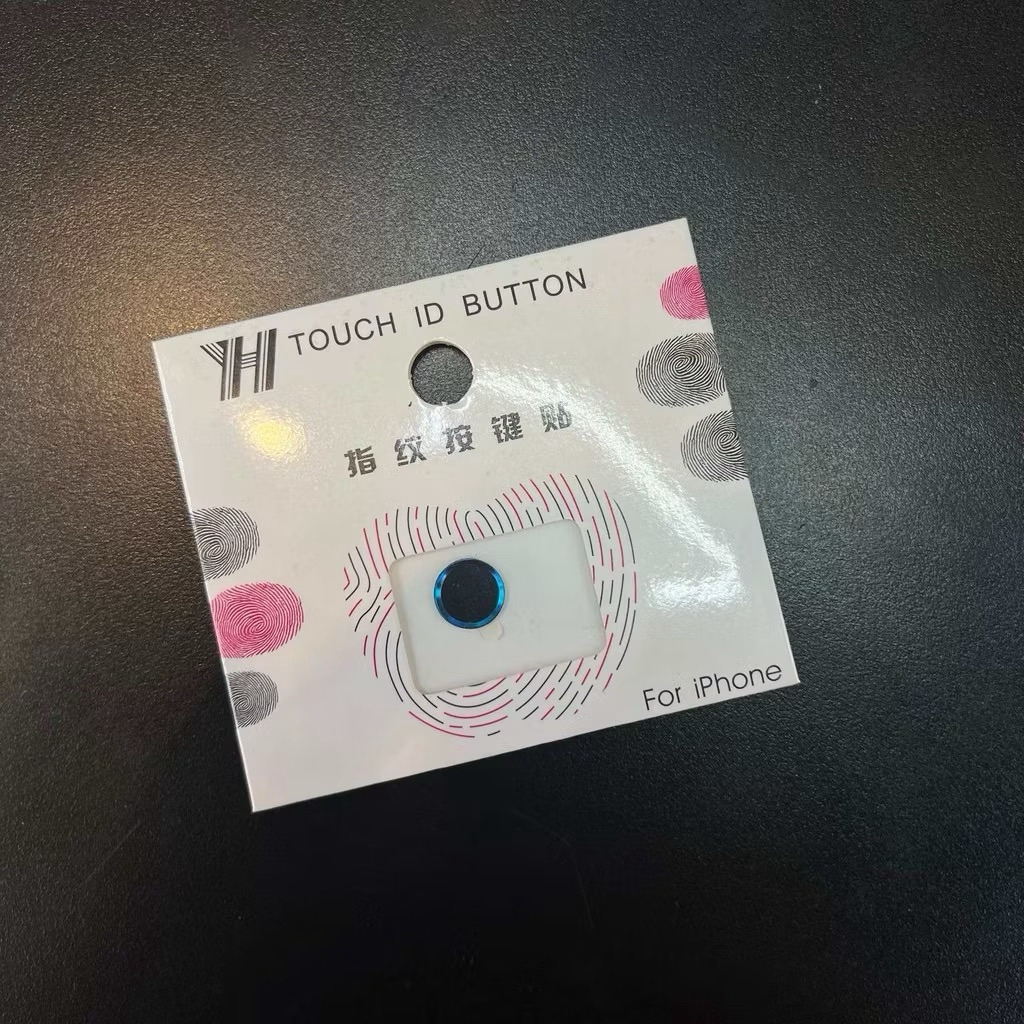 YH TOUCH ID BUTTON
指纹按键贴
For iPhone